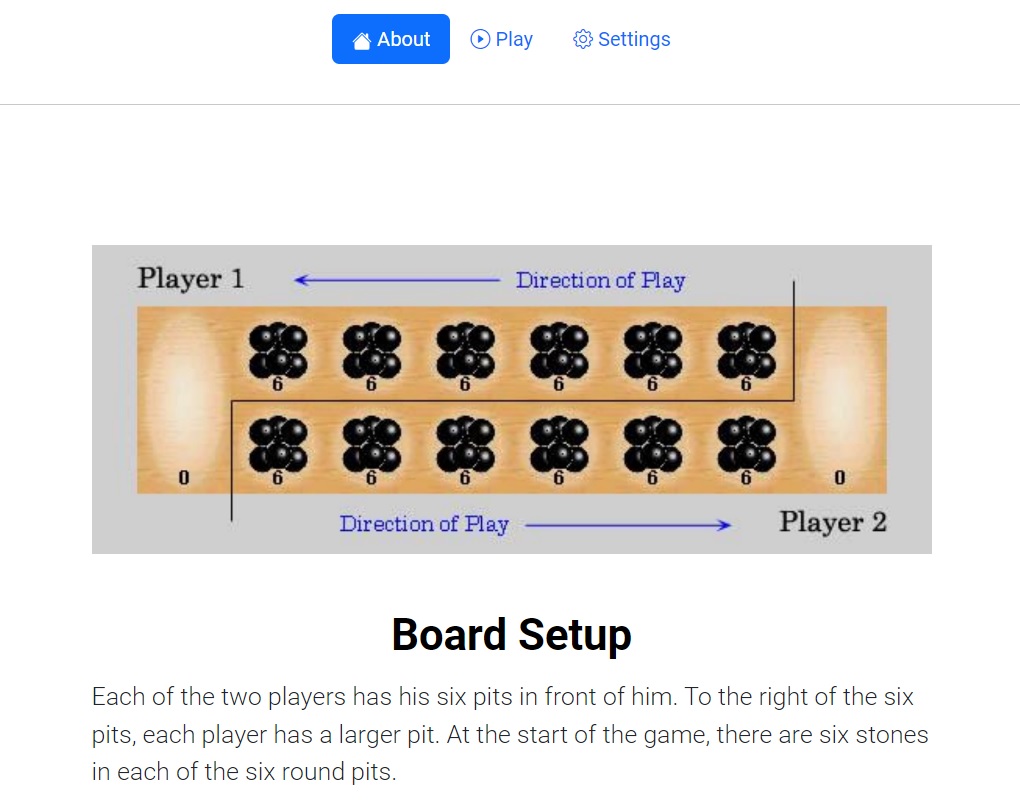 About Play Settings
Player 1 Direction of Play
6 6 6 6 6 6
0 6 6 6 6 6 6 0
Direction of Play Player 2
Board Setup
Each of the two players has his six pits in front of him. To the right of the six
pits, each player has a larger pit. At the start of the game, there are six stones
in each of the six round pits.